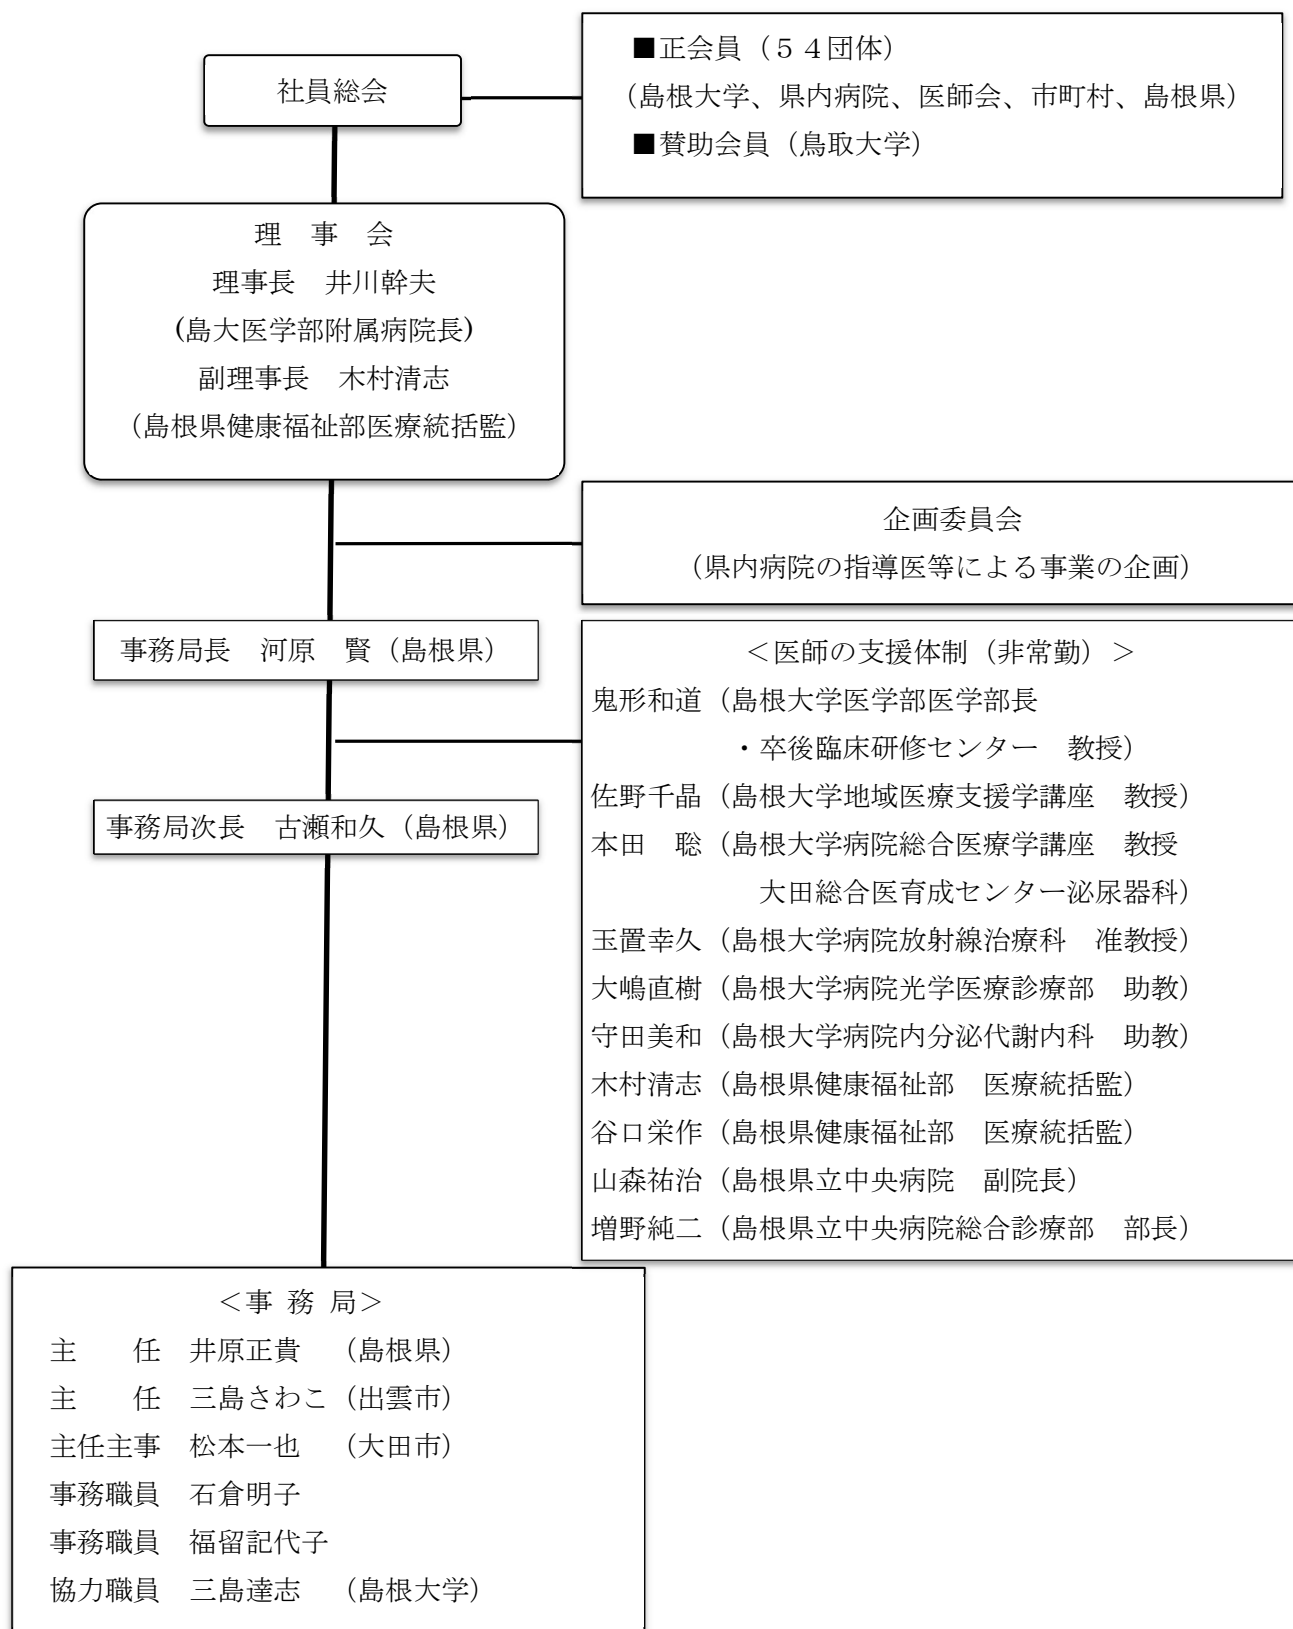 社員総会
■正会員（５４団体）
（島根大学、県内病院、医師会、市町村、島根県）
■賛助会員（鳥取大学）
理　事　会
理事長　井川幹夫
(島大医学部附属病院長)
副理事長　木村清志
（島根県健康福祉部医療統括監）
企画委員会
（県内病院の指導医等による事業の企画）
事務局長　河原　賢（島根県）
事務局次長　古瀬和久（島根県）
＜医師の支援体制（非常勤）＞
鬼形和道（島根大学医学部医学部長
・卒後臨床研修センター　教授）
佐野千晶（島根大学地域医療支援学講座　教授）
本田　聡（島根大学病院総合医療学講座　教授
大田総合医育成センター泌尿器科）
玉置幸久（島根大学病院放射線治療科　准教授）
大嶋直樹（島根大学病院光学医療診療部　助教）
守田美和（島根大学病院内分泌代謝内科　助教）
木村清志（島根県健康福祉部　医療統括監）
谷口栄作（島根県健康福祉部　医療統括監）
山森祐治（島根県立中央病院　副院長）
増野純二（島根県立中央病院総合診療部　部長）
＜事 務 局＞
主　　任　井原正貴　（島根県）
主　　任　三島さわこ（出雲市）
主任主事　松本一也　（大田市）
事務職員　石倉明子
事務職員　福留記代子
協力職員　三島達志　（島根大学）